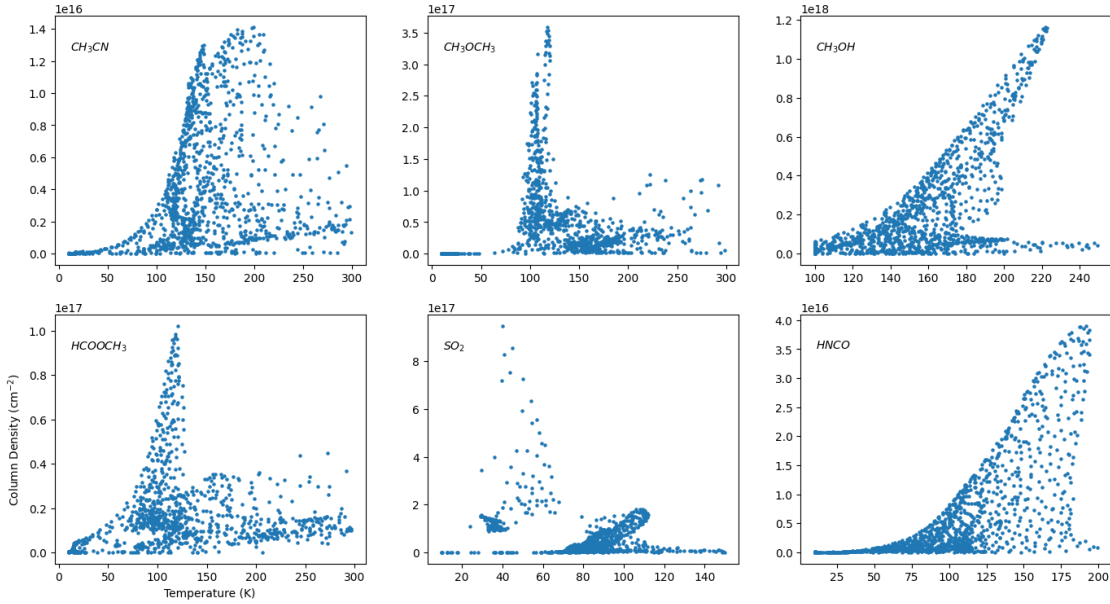 1e16
CH₃CN
1.4
1.2
1.0
0.8
0.6
0.4
0.2
0.0
0 50 100 150 200 250 300
1e17
CH₃OCH₃
3.5
3.0
2.5
2.0
1.5
1.0
0.5
0.0
0 50 100 150 200 250 300
1e18
CH₃OH
1.2
1.0
0.8
0.6
0.4
0.2
0.0
100 120 140 160 180 200 220 240
1e17
HCOOCH₃
1.0
0.8
0.6
0.4
0.2
0.0
0 50 100 150 200 250 300
Column Density (cm⁻²)
Temperature (K)
1e17
SO₂
8
6
4
2
0
20 40 60 80 100 120 140
1e16
HNCO
4.0
3.5
3.0
2.5
2.0
1.5
1.0
0.5
0.0
25 50 75 100 125 150 175 200